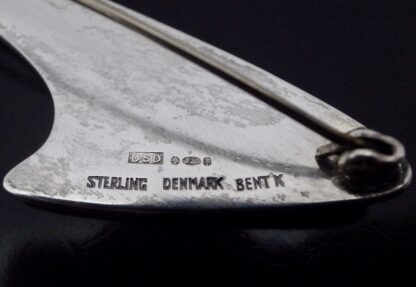 DSD
STERLING DENMARK BENT K